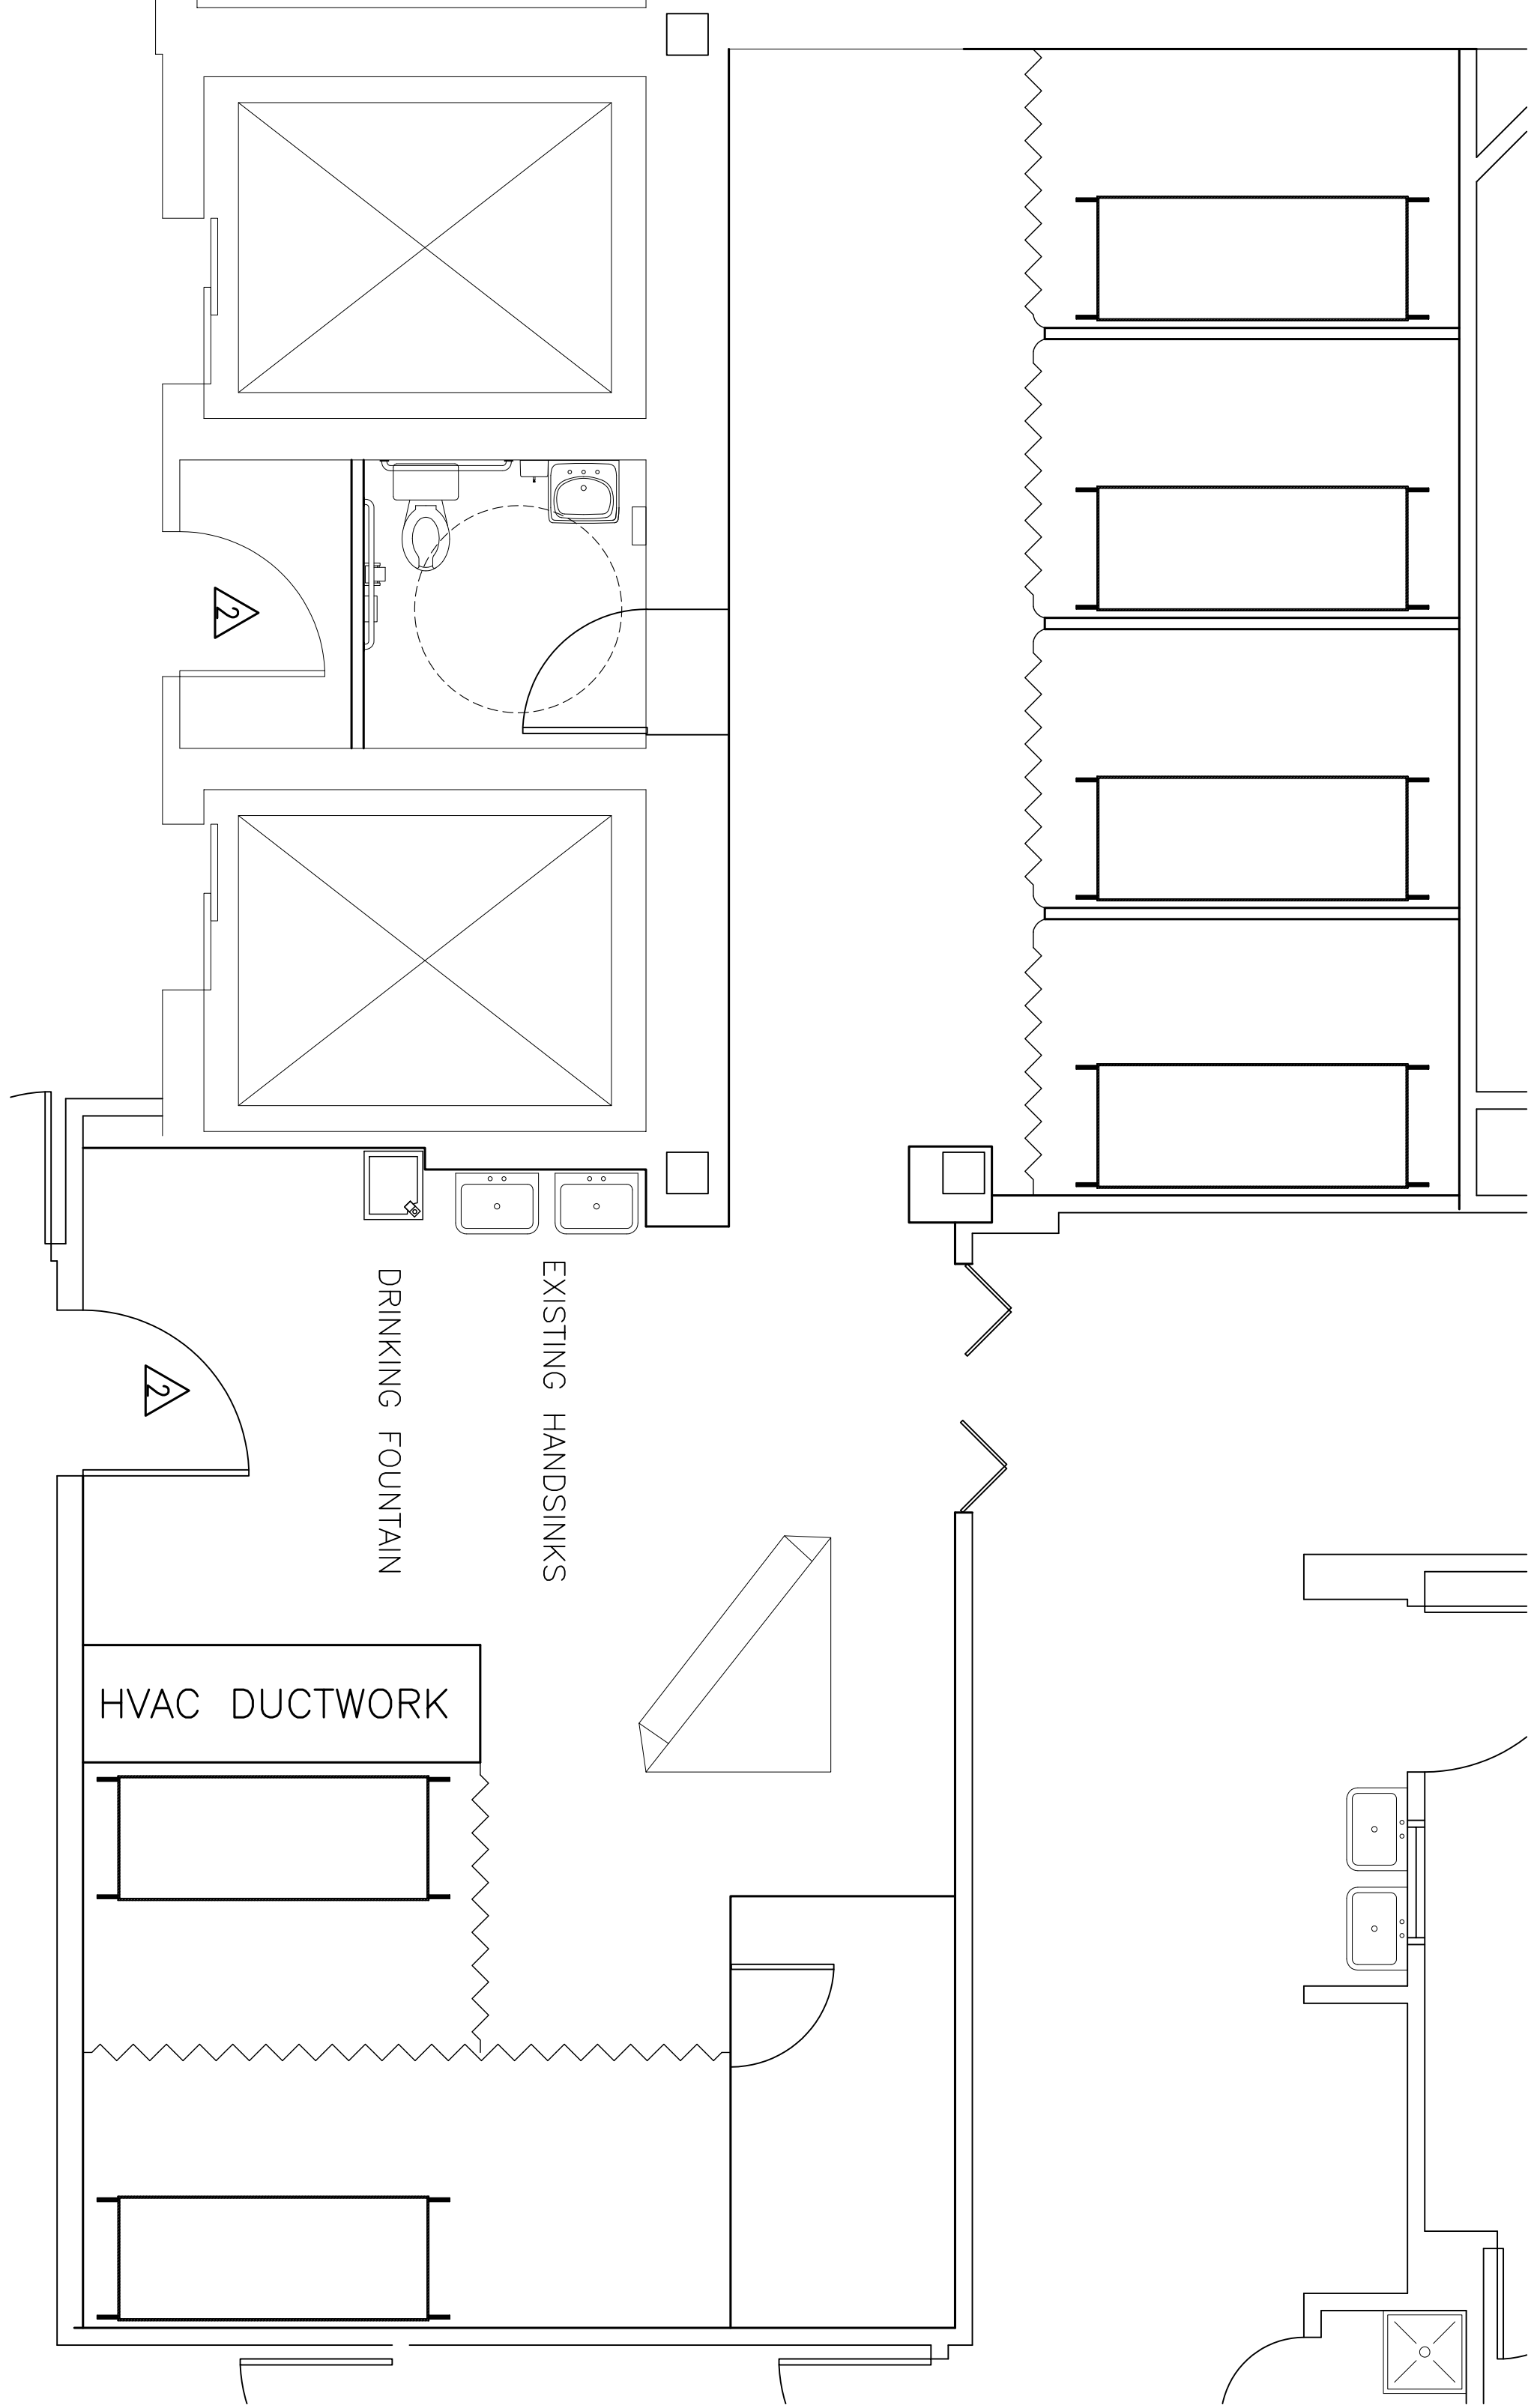 2
2
EXISTING HANDSINKS
DRINKING FOUNTAIN
HVAC DUCTWORK